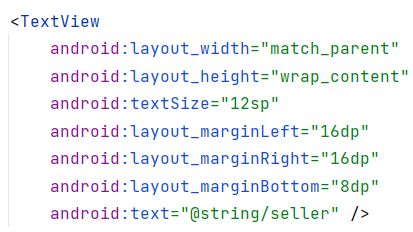 <TextView
android:layout_width="match_parent"
android:layout_height="wrap_content"
android:textSize="12sp"
android:layout_marginLeft="16dp"
android:layout_marginRight="16dp"
android:layout_marginBottom="8dp"
android:text="@string/seller" />